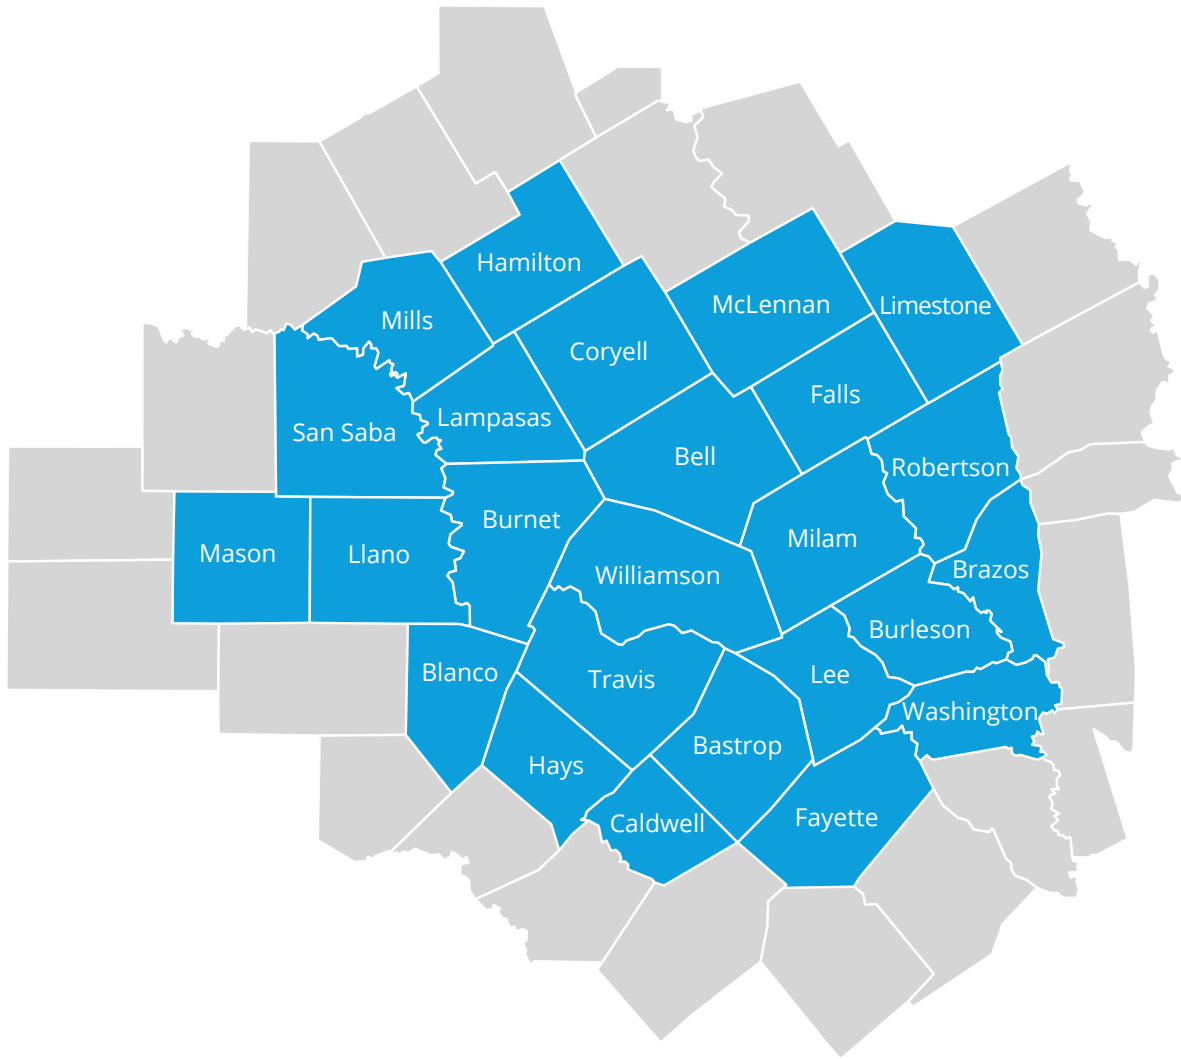 Hamilton
McLennan
Limestone
Mills
Coryell
Falls
Lampasas
San Saba
Bell
Robertson
Burnet
Milam
Mason
Llano
Williamson
Brazos
Burleson
Blanco
Travis
Lee
Washington
Bastrop
Hays
Caldwell
Fayette